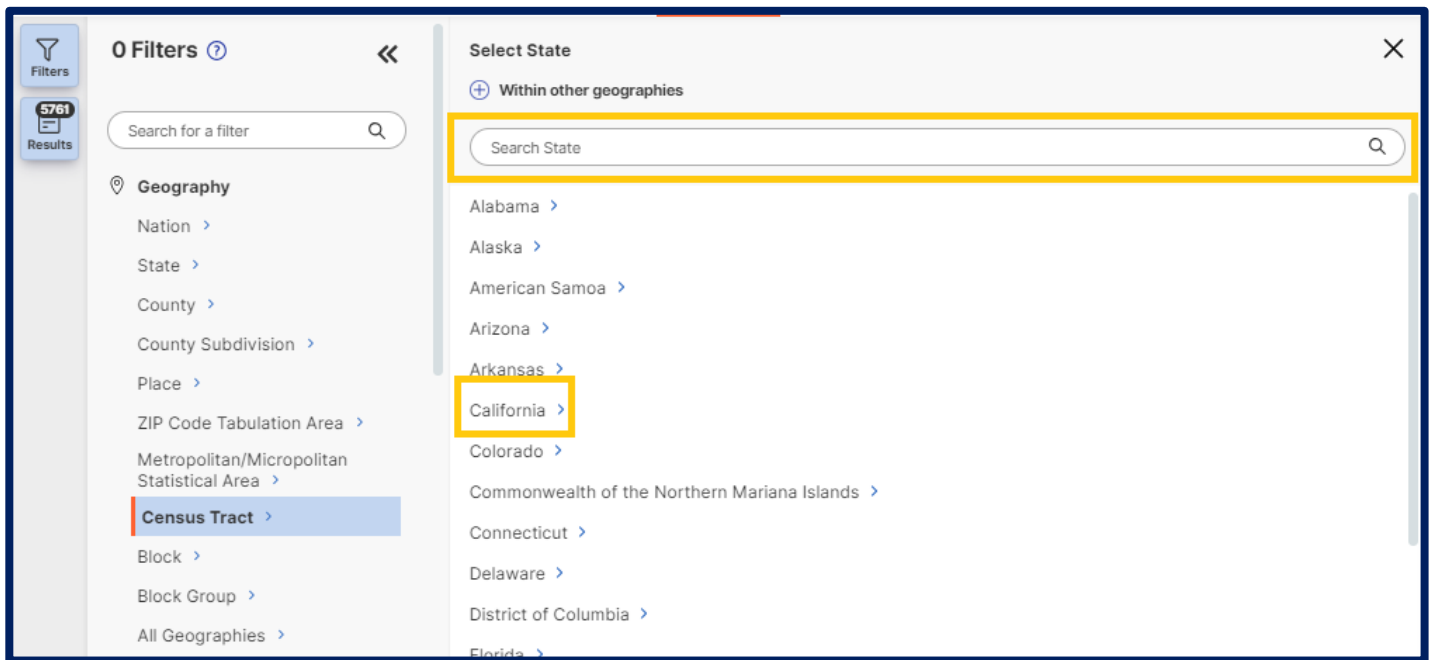 Filters
5761
Results
0 Filters ?
Search for a filter
Geography
Nation
State
County
County Subdivision
Place
ZIP Code Tabulation Area
Metropolitan/Micropolitan
Statistical Area
Census Tract
Block
Block Group
All Geographies
Select State
Within other geographies
Search State
Alabama
Alaska
American Samoa
Arizona
Arkansas
California
Colorado
Commonwealth of the Northern Mariana Islands
Connecticut
Delaware
District of Columbia
Florida